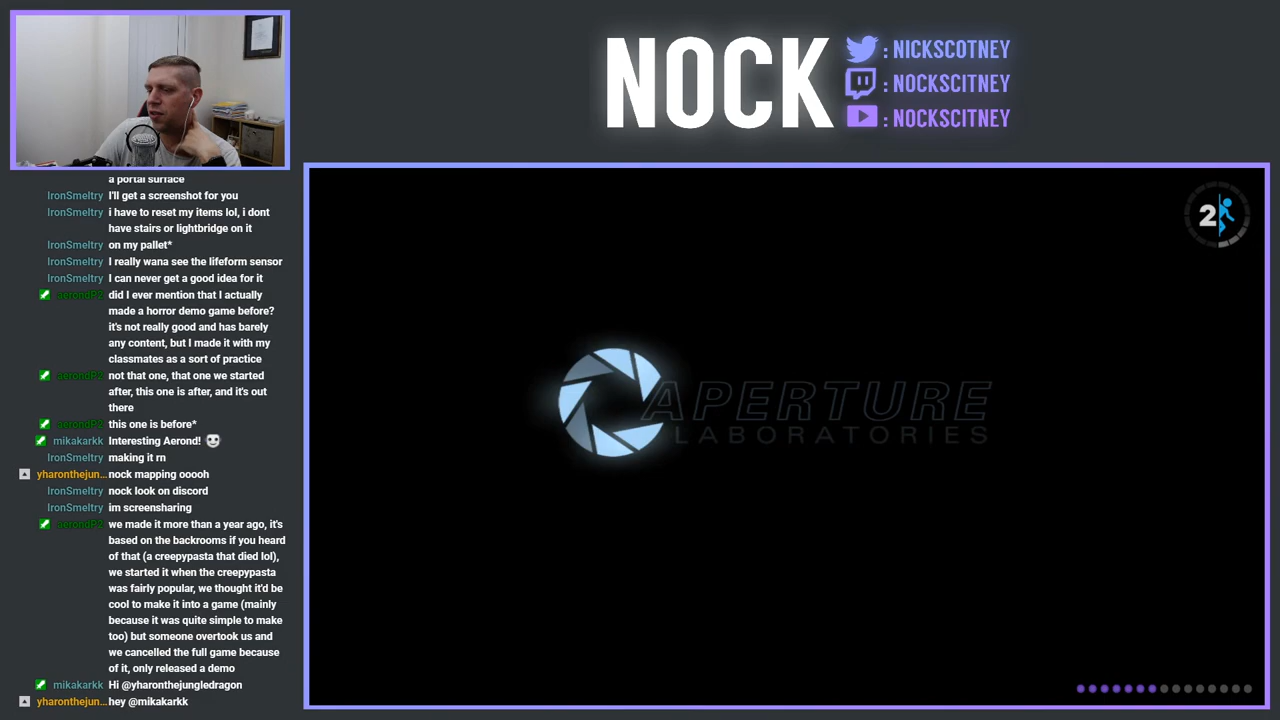 NOCK
: NICKSCOTNEY
: NOCKSCITNEY
: NOCKSCITNEY
a portal surface
IronSmeltry I'll get a screenshot for you
IronSmeltry i have to reset my items lol, i dont
have stairs or lightbridge on it
IronSmeltry on my pallet*
IronSmeltry I really wana see the lifeform sensor
IronSmeltry I can never get a good idea for it
aerondP2 did I ever mention that I actually
made a horror demo game before?
it's not really good and has barely
any content, but I made it with my
classmates as a sort of practice
aerondP2 not that one, that one we started
after, this one is after, and it's out
there
aerondP2 this one is before*
mikakarkk Interesting Aerond!
IronSmeltry making it rn
yharonthejun... nock mapping ooooh
IronSmeltry nock look on discord
IronSmeltry im screensharing
aerondP2 we made it more than a year ago, it's
based on the backrooms if you heard
of that (a creepypasta that died lol),
we started it when the creepypasta
was fairly popular, we thought it'd be
cool to make it into a game (mainly
because it was quite simple to make
too) but someone overtook us and
we cancelled the full game because
of it, only released a demo
mikakarkk Hi @yharonthejungledragon
yharonthejun... hey @mikakarkk
2
APERTURE
LABORATORIES